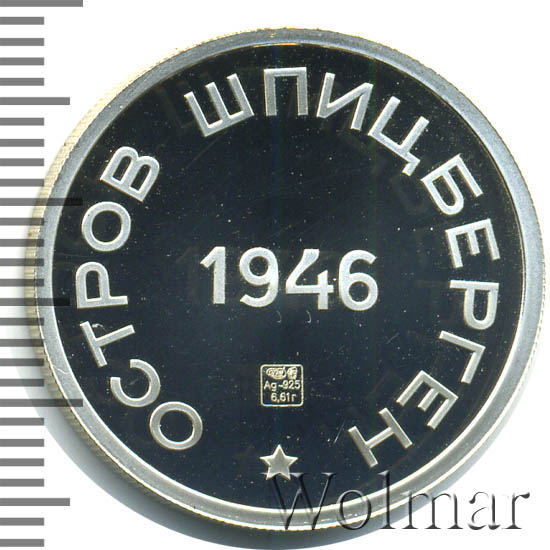 ОСТРОВ ШПИЦБЕРГЕН
1946
Ag-925
6,61г
Wolmar